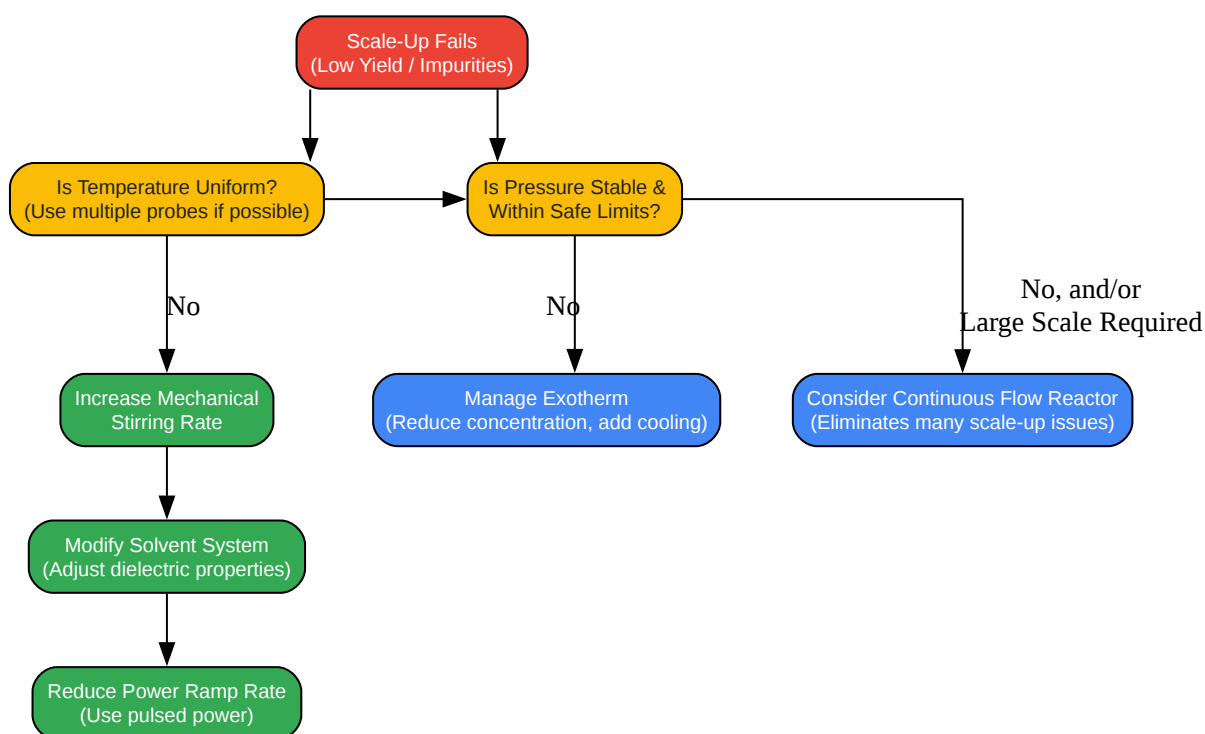 Scale-Up Fails
(Low Yield / Impurities)
Is Temperature Uniform?
(Use multiple probes if possible)
Is Pressure Stable &
Within Safe Limits?
No
No
No, and/or
Large Scale Required
Increase Mechanical
Stirring Rate
Manage Exotherm
(Reduce concentration, add cooling)
Consider Continuous Flow Reactor
(Eliminates many scale-up issues)
Modify Solvent System
(Adjust dielectric properties)
Reduce Power Ramp Rate
(Use pulsed power)